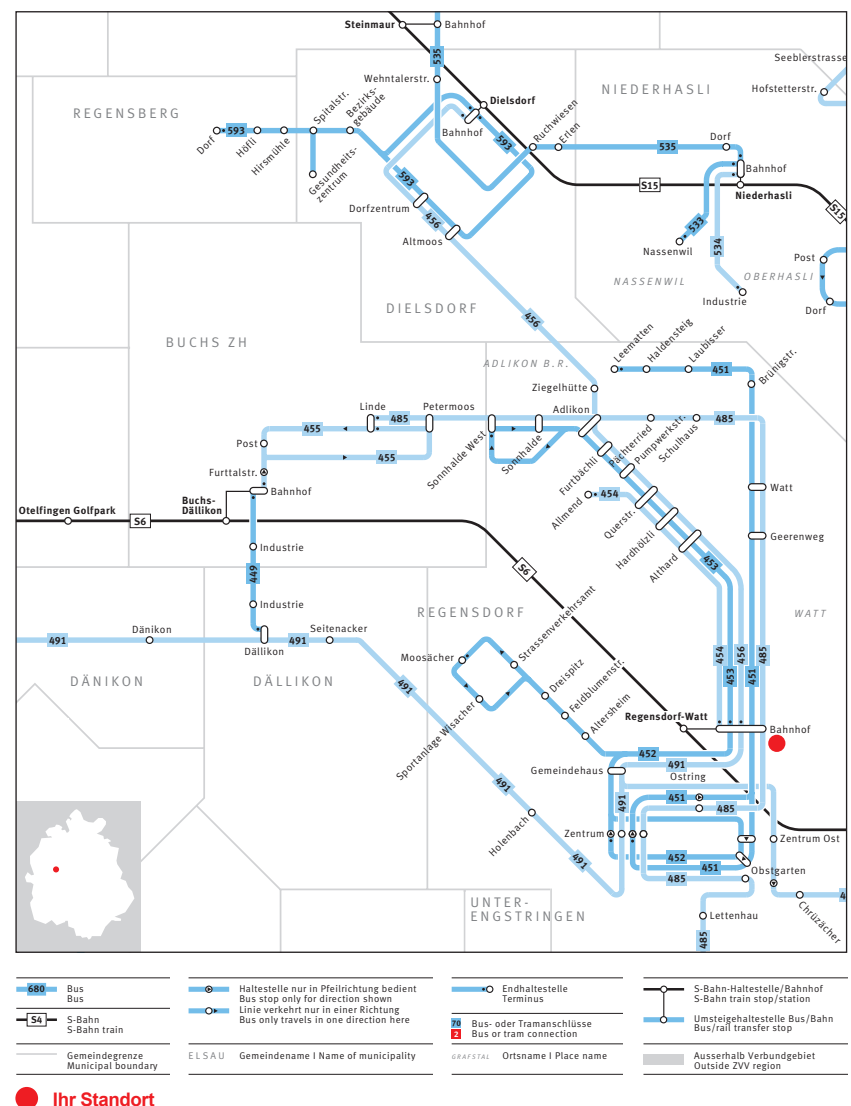 Steinmaur
Bahnhof
535
Seeblerstrasse
Wehntalerstr.
NIEDERHASLI
Hofstetterstr.
REGENSBERG
Spitalstr.
Bezirks-
gebäude
Dielsdorf
Bahnhof
593
Ruchwiesen
Erlen
535
Dorf
Dorf
593
Höfli
Hirsmühle
Gesundheits-
zentrum
Bahnhof
S15
Niederhasli
S15
593
Dorfzentrum
456
Altmoos
533
534
Nassenwil
Post
NASSENWIL
OBERHASLI
Industrie
Dorf
DIELSDORF
456
BUCHS ZH
ADLIKON B.R.
Leematten
Haldensteig
Laubisser
451
Brünigstr.
Ziegelhütte
Linde
485
Petermoos
Adlikon
485
455
Post
455
Sonnhalde West
Sonnhalde
Furtbächli
Pächterried
Pumpwerkstr.
Schulhaus
Furttalstr.
Bahnhof
Allmend
454
Watt
Otelfingen Golfpark
S6
Buchs-
Dällikon
Querstr.
Hardhölzli
Althard
453
Geerenweg
Industrie
S6
449
Industrie
REGENSDORF
WATT
491
Dänikon
491
Seitenacker
Dällikon
Strassenverkehrsamt
Moosächer
454
453
456
451
485
DÄNIKON
DÄLLIKON
491
Dreispitz
Feldblumenstr.
Altersheim
Sportanlage Wisacher
Regensdorf-Watt
Bahnhof
452
491
Gemeindehaus
Ostring
491
491
451
485
Holenbach
Zentrum
Zentrum Ost
491
452
451
Obstgarten
485
Chrüzächer
4
UNTER-
ENGSTRINGEN
Lettenhau
485
680
Bus
Bus
Haltestelle nur in Pfeilrichtung bedient
Bus stop only for direction shown
Linie verkehrt nur in einer Richtung
Bus only travels in one direction here
Endhaltestelle
Terminus
S-Bahn-Haltestelle/Bahnhof
S-Bahn train stop/station
S4
S-Bahn
S-Bahn train
70
2
Bus- oder Tramanschlüsse
Bus or tram connection
Umsteigehaltestelle Bus/Bahn
Bus/rail transfer stop
Gemeindegrenze
Municipal boundary
ELSAU
Gemeindename I Name of municipality
GRAFSTAL
Ortsname I Place name
Ausserhalb Verbundgebiet
Outside ZVV region
Ihr Standort